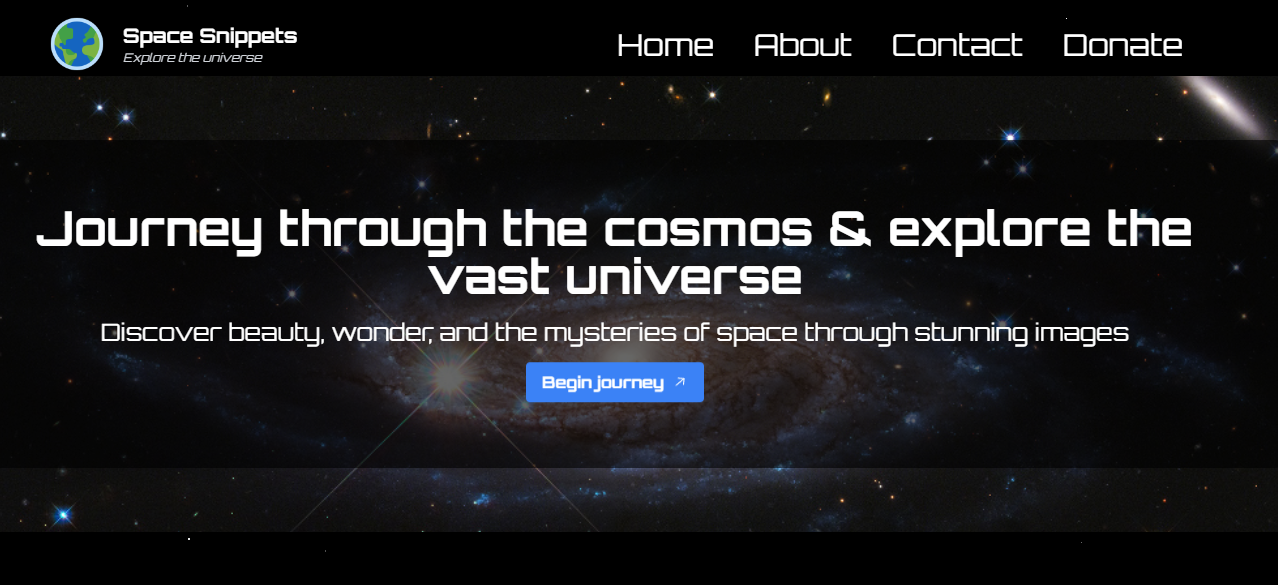 Space Snippets
Explore the universe
Home About Contact Donate
Journey through the cosmos & explore the
vast universe
Discover beauty, wonder, and the mysteries of space through stunning images
Begin journey